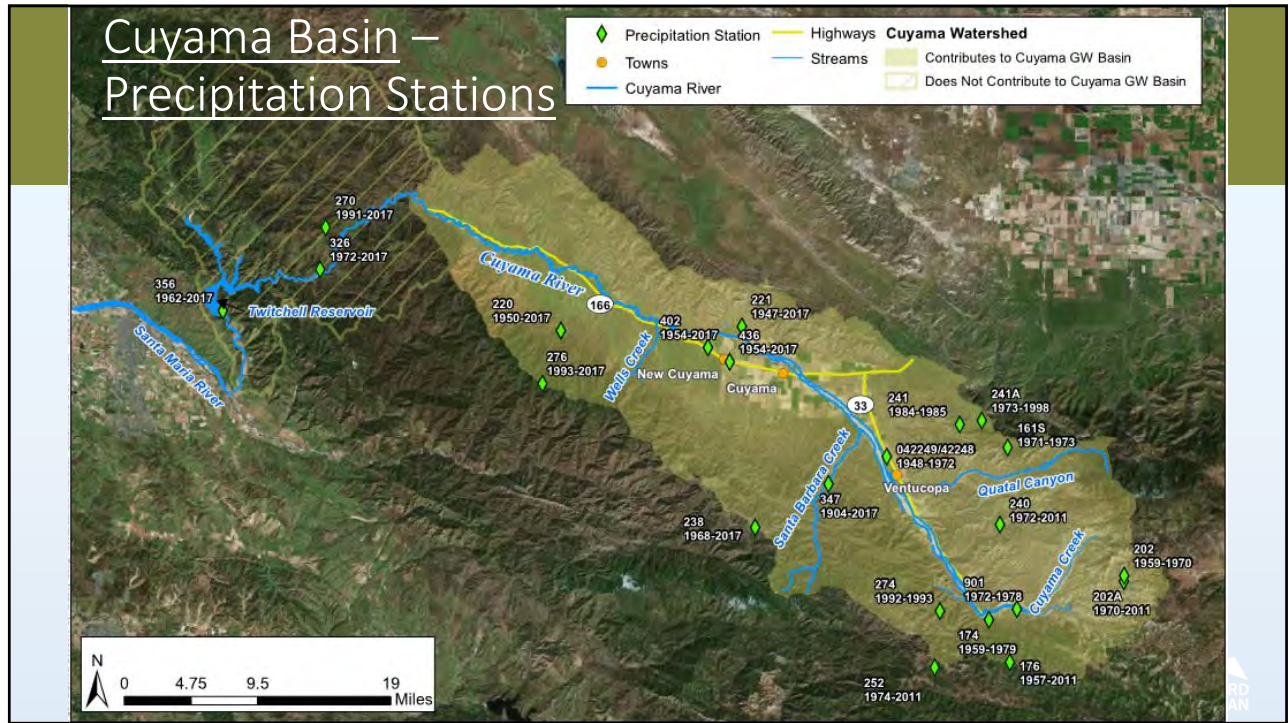 Cuyama Basin –
Precipitation Stations
Precipitation Station
Towns
Cuyama River
Highways
Streams
Cuyama Watershed
Contributes to Cuyama GW Basin
Does Not Contribute to Cuyama GW Basin
270
1991-2017
326
1972-2017
356
1962-2017
Twitchell Reservoir
Santa Maria River
Cuyama River
166
220
1950-2017
276
1993-2017
Wells Creek
402
1954-2017
221
1947-2017
436
1954-2017
New Cuyama
Cuyama
33
241
1984-1985
241A
1973-1998
161S
1971-1973
042249/42248
1948-1972
Ventucopa
Quatal Canyon
Santa Barbara Creek
347
1904-2017
238
1968-2017
240
1972-2011
Cuyama Creek
202
1959-1970
202A
1970-2011
274
1992-1993
901
1972-1978
174
1959-1979
176
1957-2011
252
1974-2011
N
0 4.75 9.5 19
Miles
RD
AN